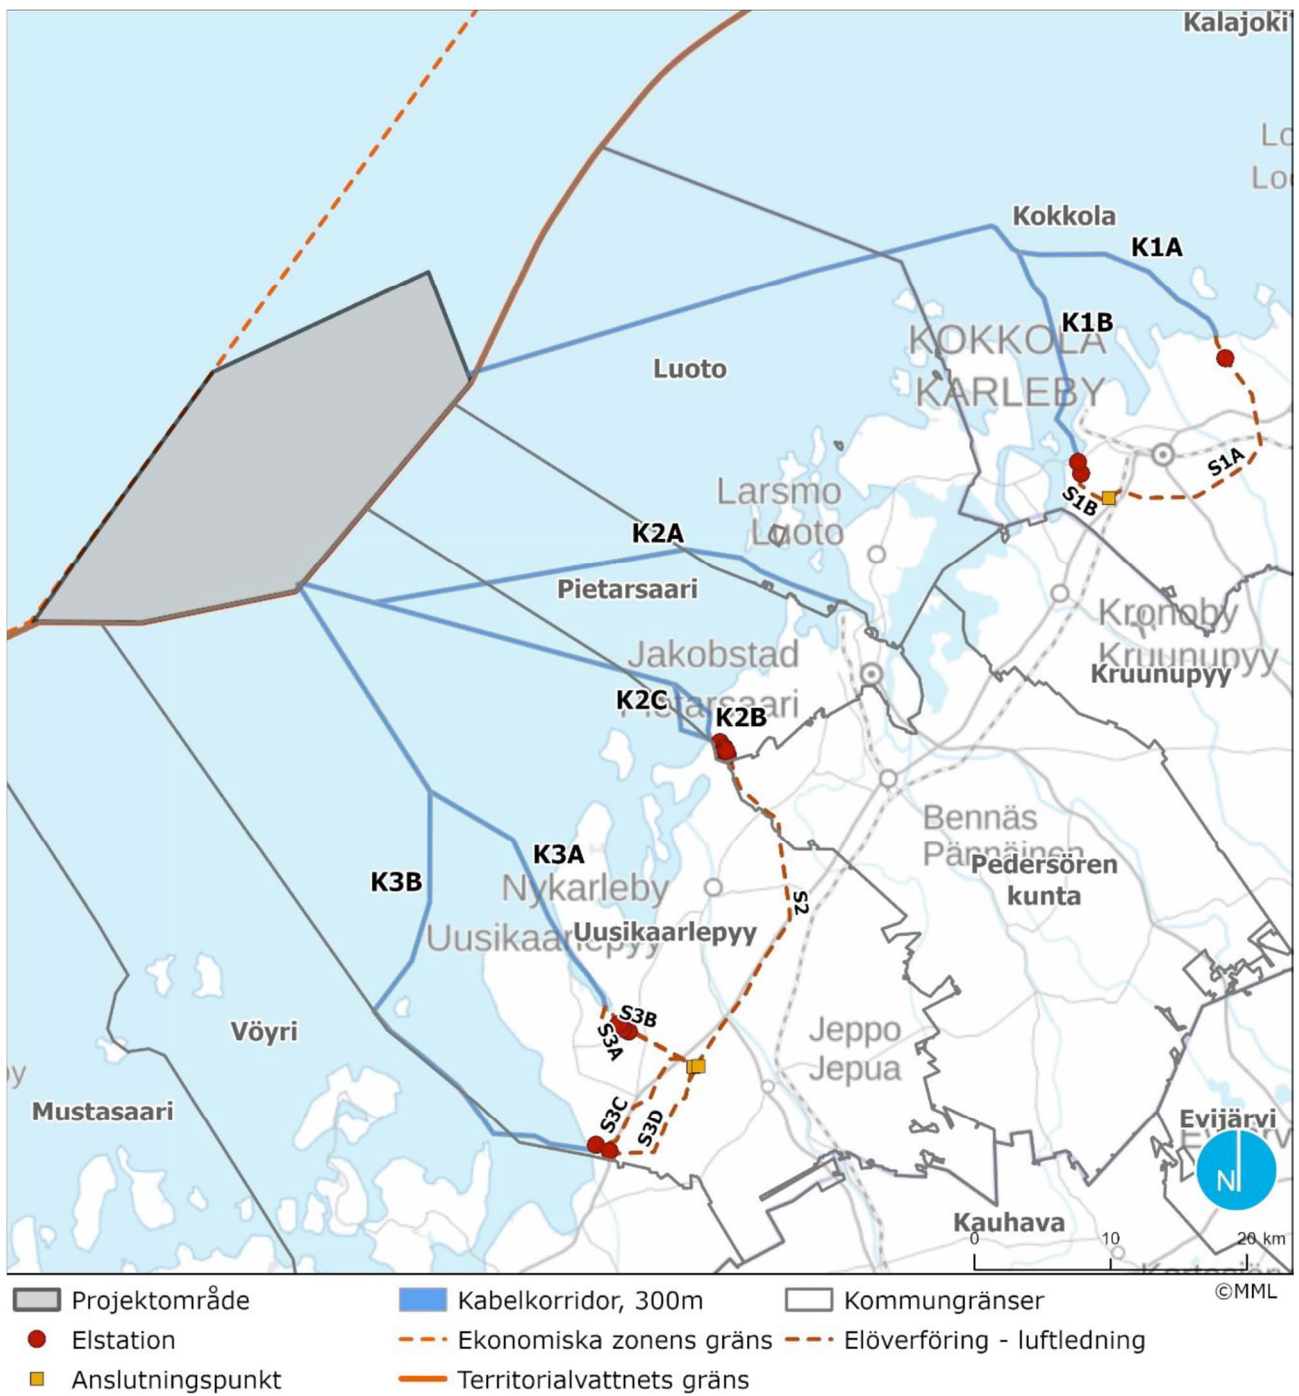 Kalajoki
Lo
Lo
Kokkola
K1A
K1B
KOKKOLA
KARLEBY
Luoto
S1A
Larsmo
S1B
K2A
Luoto
Pietarsaari
Kronoby
Jakobstad
Kruunupyy
Kruunupyy
K2C
Pietarsaari
K2B
Bennäs
K3A
Pännäinen
Pedersören
kunta
K3B
Nykarleby
S2
Uusikaarlepyy
Uusikaarlepyy
S3B
S3A
Vöyri
Jeppo
Jepua
y
Mustasaari
S3C
S3D
Evijärvi
Evijärv
N
Kauhava
0 10 20 km
©MML
Projektområde
Kabelkorridor, 300m
Kommungränser
Elstation
Ekonomiska zonens gräns
Elöverföring - luftledning
Anslutningspunkt
Territorialvattnets gräns